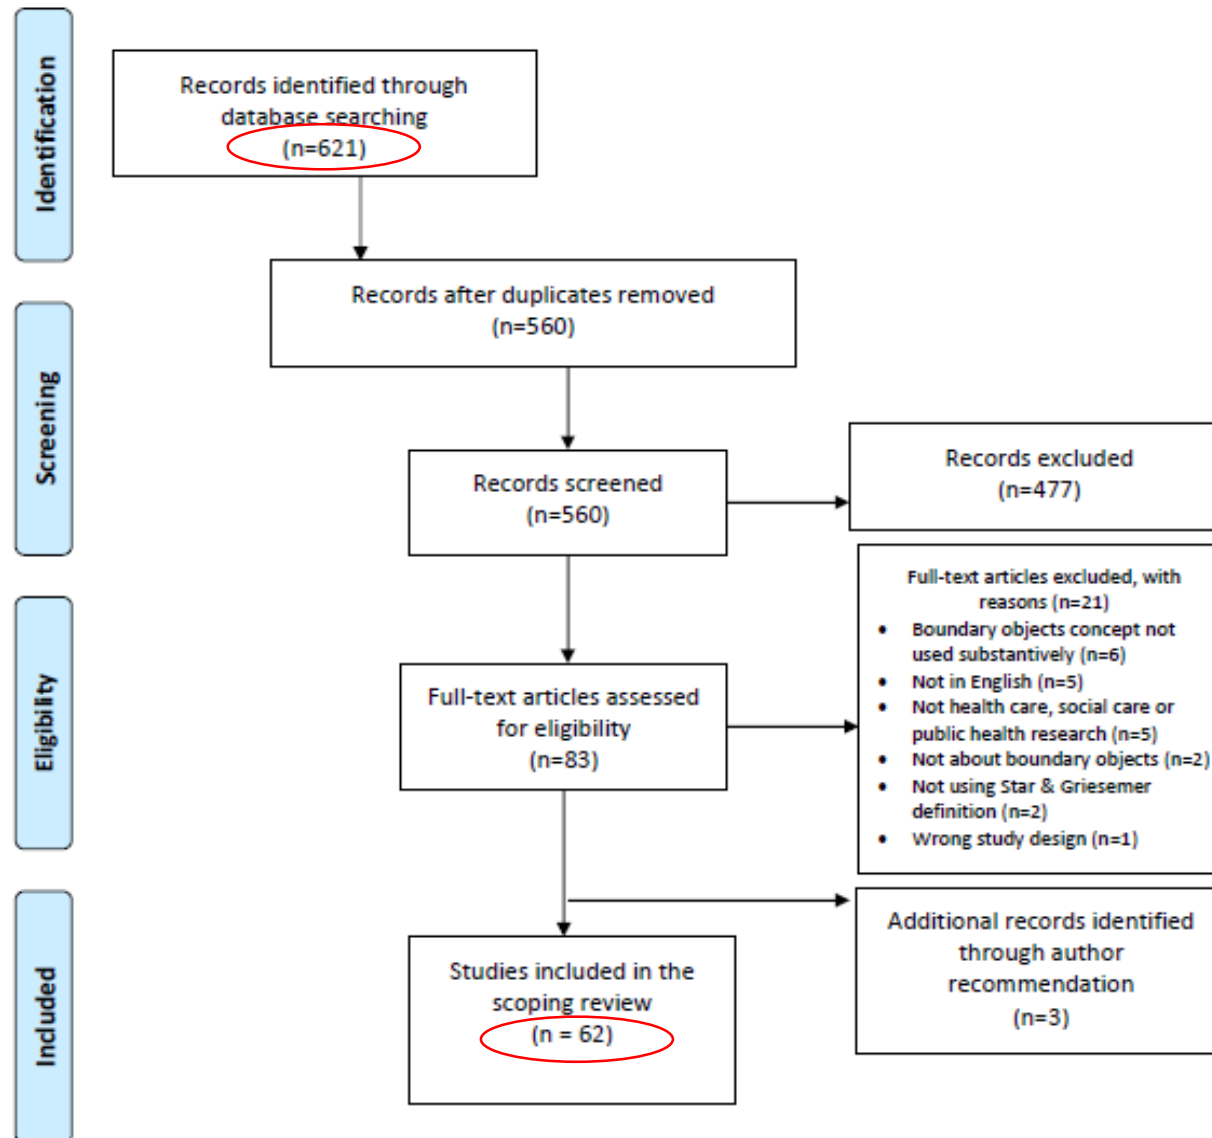 Identification
Records identified through
database searching
(n=621)
Records after duplicates removed
(n=560)
Screening
Records screened
(n=560)
Records excluded
(n=477)
Eligibility
Full-text articles assessed
for eligibility
(n=83)
Full-text articles excluded, with
reasons (n=21)
• Boundary objects concept not
used substantively (n=6)
• Not in English (n=5)
• Not health care, social care or
public health research (n=5)
• Not about boundary objects (n=2)
• Not using Star & Griesemer
definition (n=2)
• Wrong study design (n=1)
Included
Studies included in the
scoping review
(n = 62)
Additional records identified
through author
recommendation
(n=3)